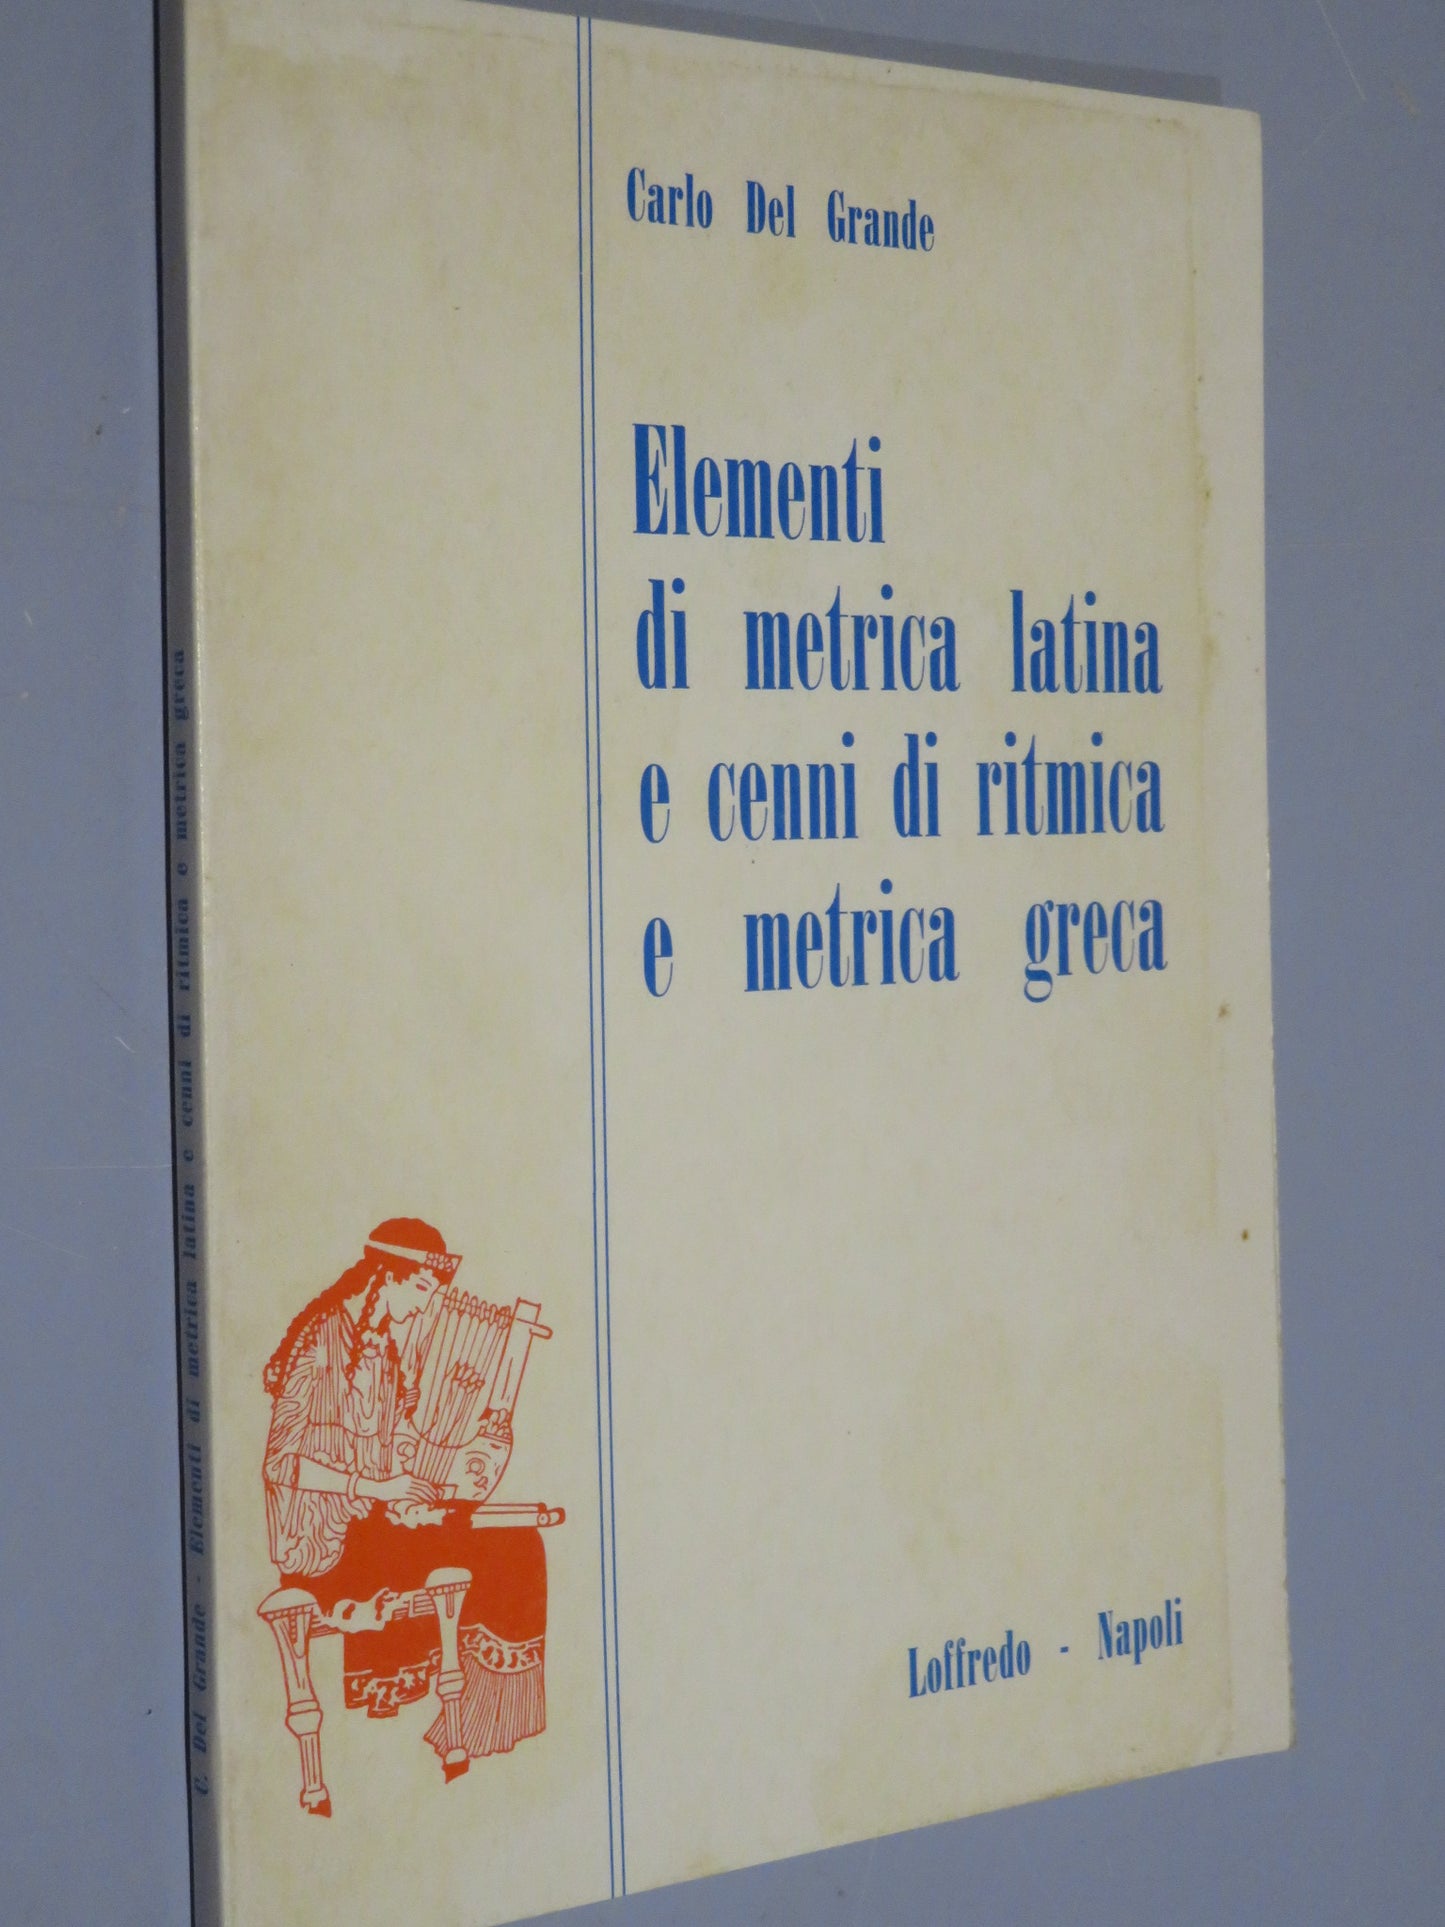 Carlo Del Grande
Elementi
di metrica latina
e cenni di ritmica
e metrica greca
Loffredo - Napoli
C. Del Grande - Elementi di metrica latina e cenni di ritmica e metrica greca